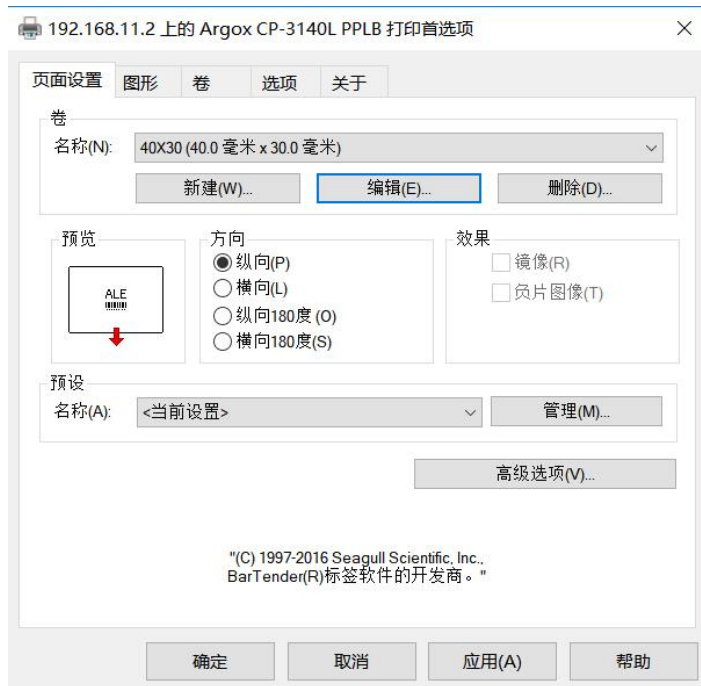 192.168.11.2 上的 Argox CP-3140L PPLB 打印首选项
页面设置 图形 卷 选项 关于
卷
名称(N): 40X30 (40.0 毫米 x 30.0 毫米)
新建(W)... 编辑(E)... 删除(D)...
预览 方向 效果
ALE
纵向(P) 镜像(R)
横向(L) 负片图像(T)
纵向180度 (O)
横向180度(S)
预设
名称(A): <当前设置> 管理(M)...
高级选项(V)...
"(C) 1997-2016 Seagull Scientific, Inc.,
BarTender(R)标签软件的开发商。"
确定 取消 应用(A) 帮助